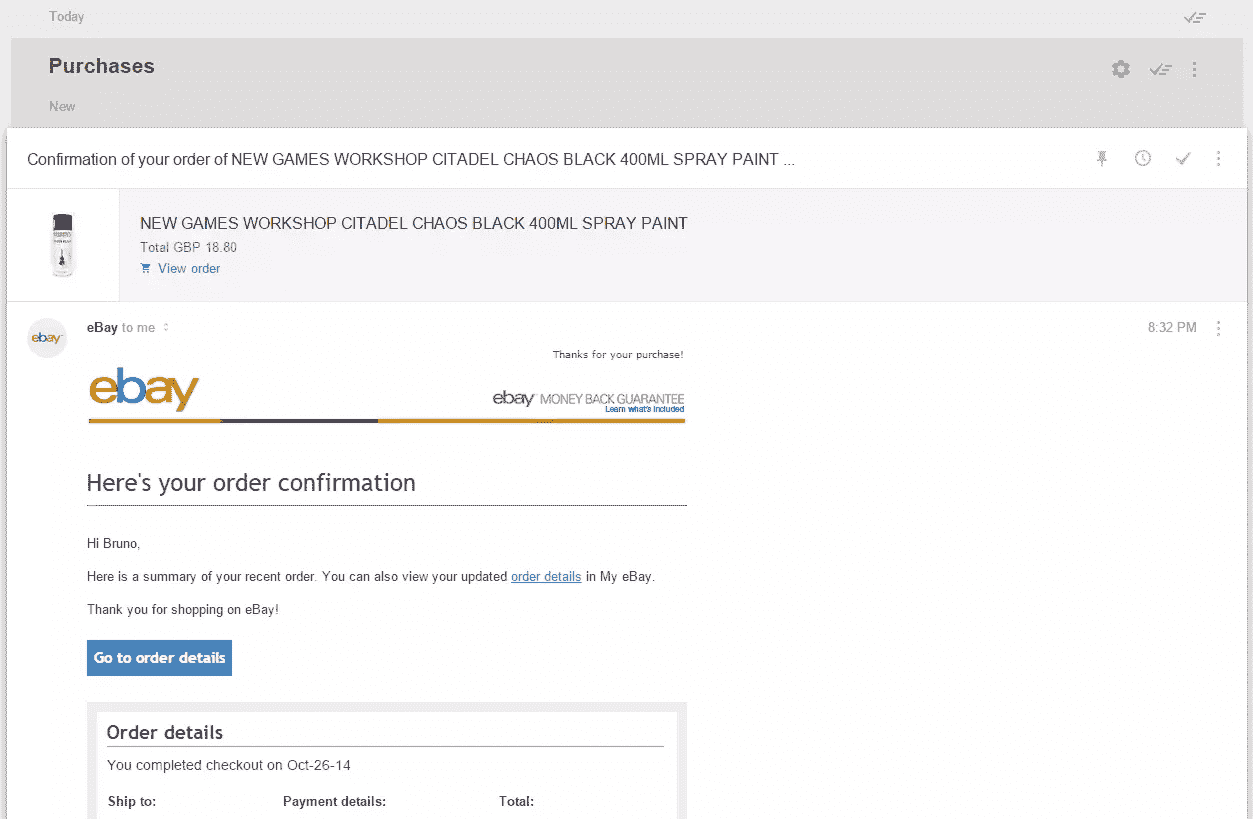 Today
Purchases
New
Confirmation of your order of NEW GAMES WORKSHOP CITADEL CHAOS BLACK 400ML SPRAY PAINT ...
NEW GAMES WORKSHOP CITADEL CHAOS BLACK 400ML SPRAY PAINT
Total GBP 18.80
View order
ebay
eBay to me
8:32 PM
Thanks for your purchase!
ebay
ebay MONEY BACK GUARANTEE
Learn what's included
Here's your order confirmation
Hi Bruno,
Here is a summary of your recent order. You can also view your updated order details in My eBay.
Thank you for shopping on eBay!
Go to order details
Order details
You completed checkout on Oct-26-14
Ship to: Payment details: Total: